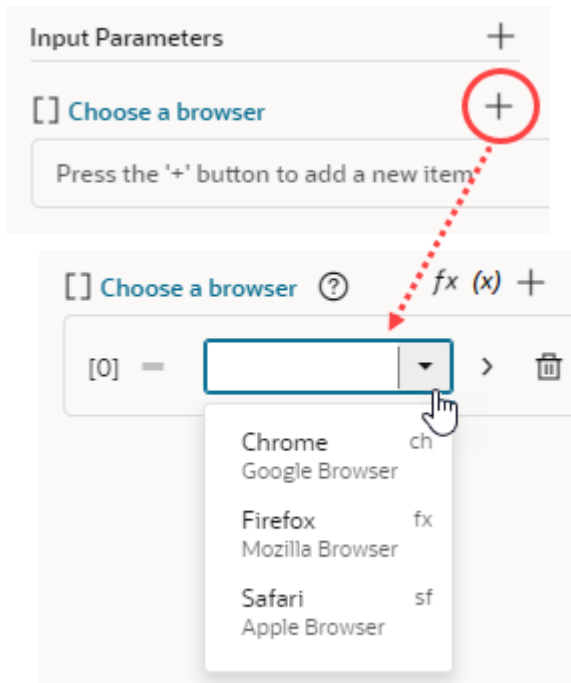 Input Parameters +
[] Choose a browser +
Press the '+' button to add a new item
[] Choose a browser ? fx (x) +
[0] =
Chrome ch
Google Browser
Firefox fx
Mozilla Browser
Safari sf
Apple Browser